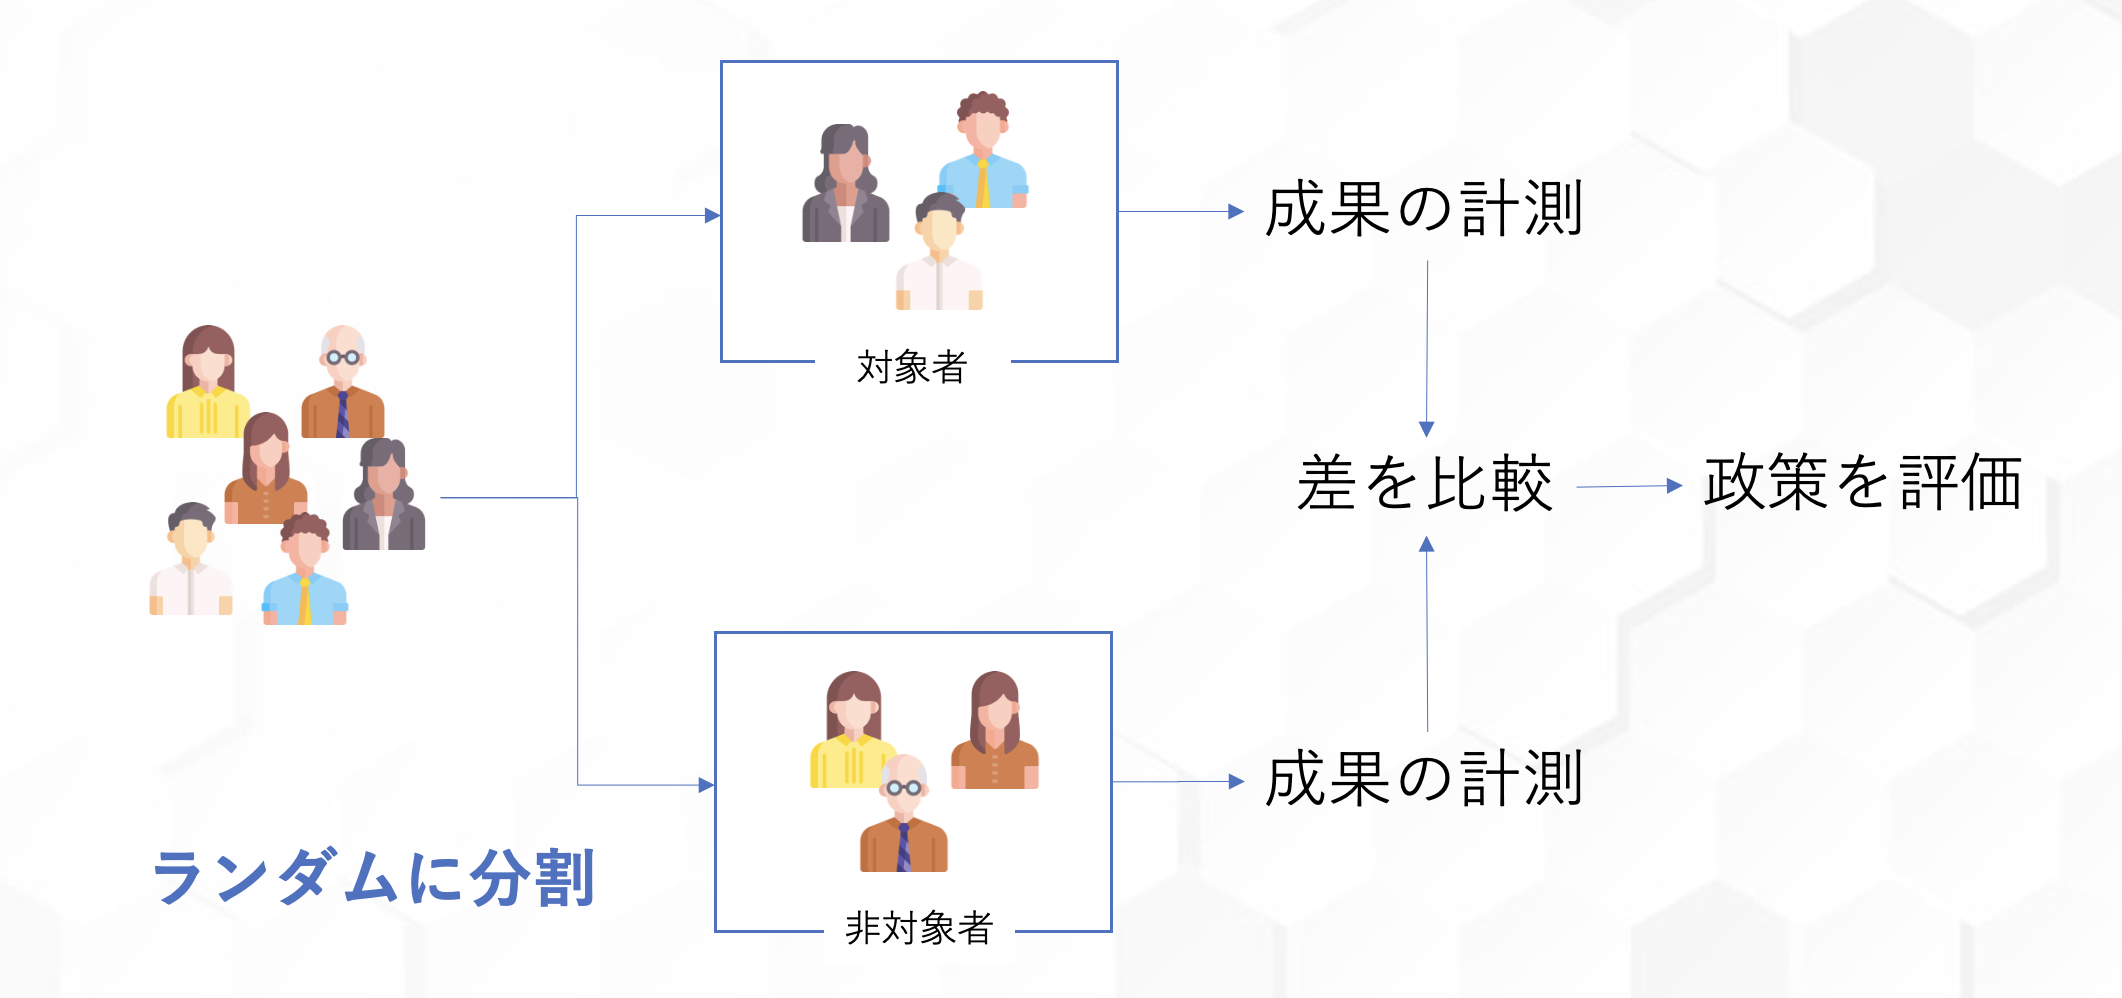 成果の計測
対象者
差を比較
政策を評価
成果の計測
ランダムに分割
非対象者